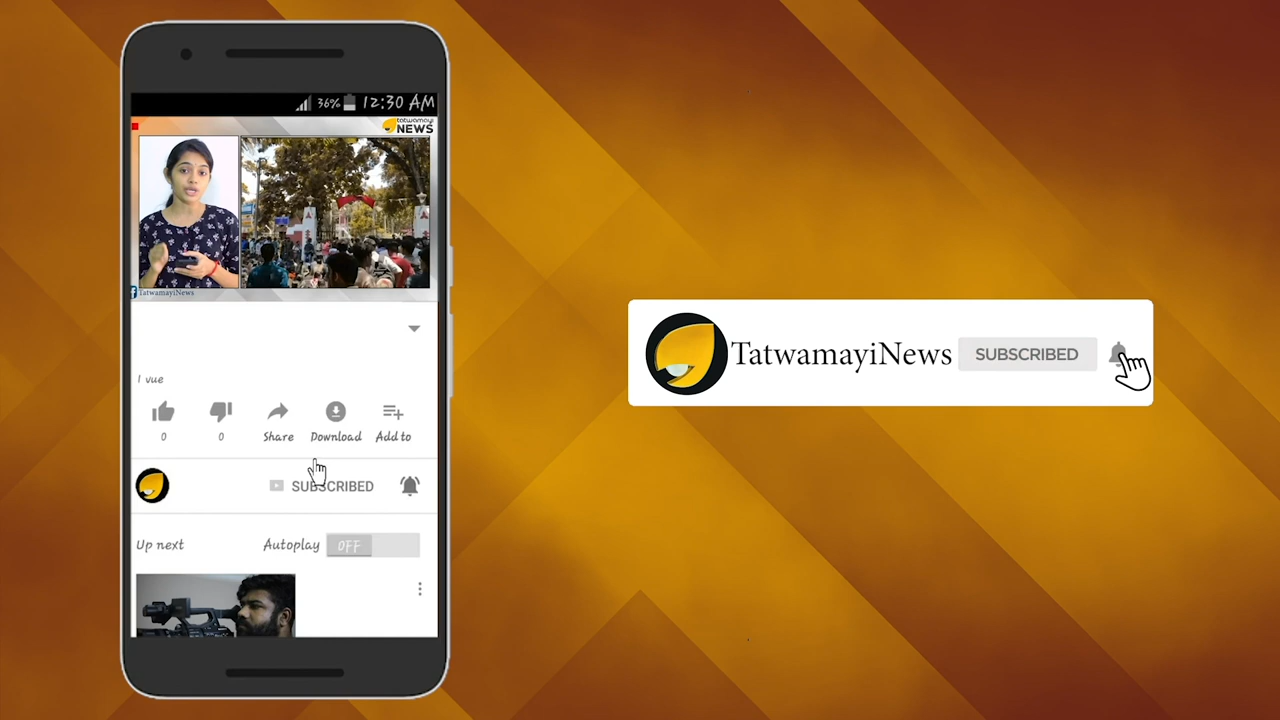 36% 12:30 AM
tatwamayi
NEWS
TatwamayiNews
1 vue
0 0 Share Download Add to
SUBSCRIBED
Up next Autoplay OFF
TatwamayiNews SUBSCRIBED